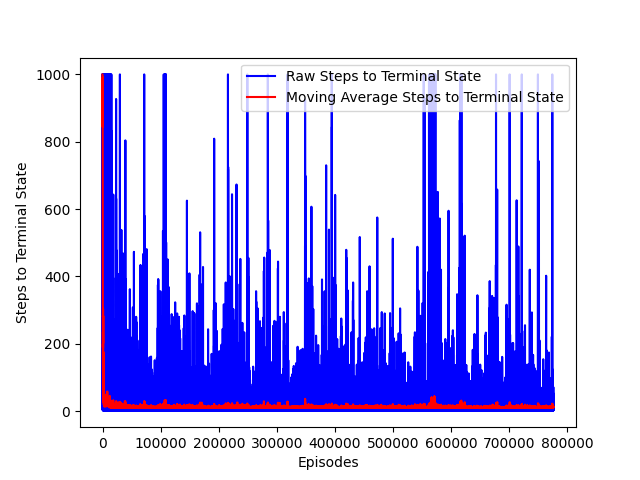 Raw Steps to Terminal State
Moving Average Steps to Terminal State
1000
800
600
400
200
0
Steps to Terminal State
0 100000 200000 300000 400000 500000 600000 700000 800000
Episodes